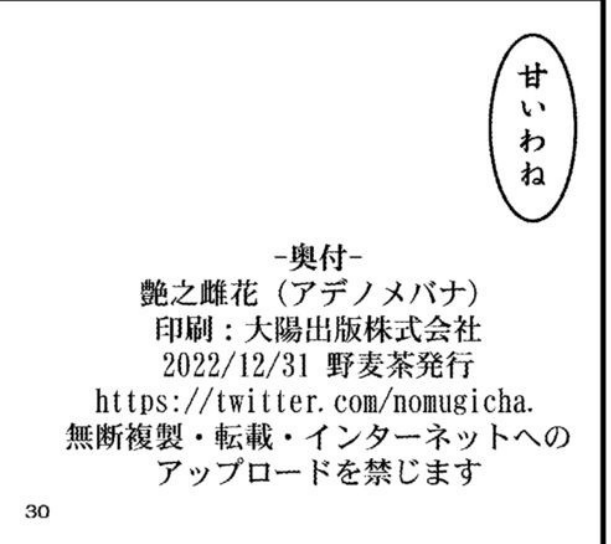 甘いわね
-奥付-
艶之雌花（アデノメバナ）
印刷：大陽出版株式会社
2022/12/31 野麦茶発行
https://twitter.com/nomugicha.
無断複製・転載・インターネットへの
アップロードを禁じます
30